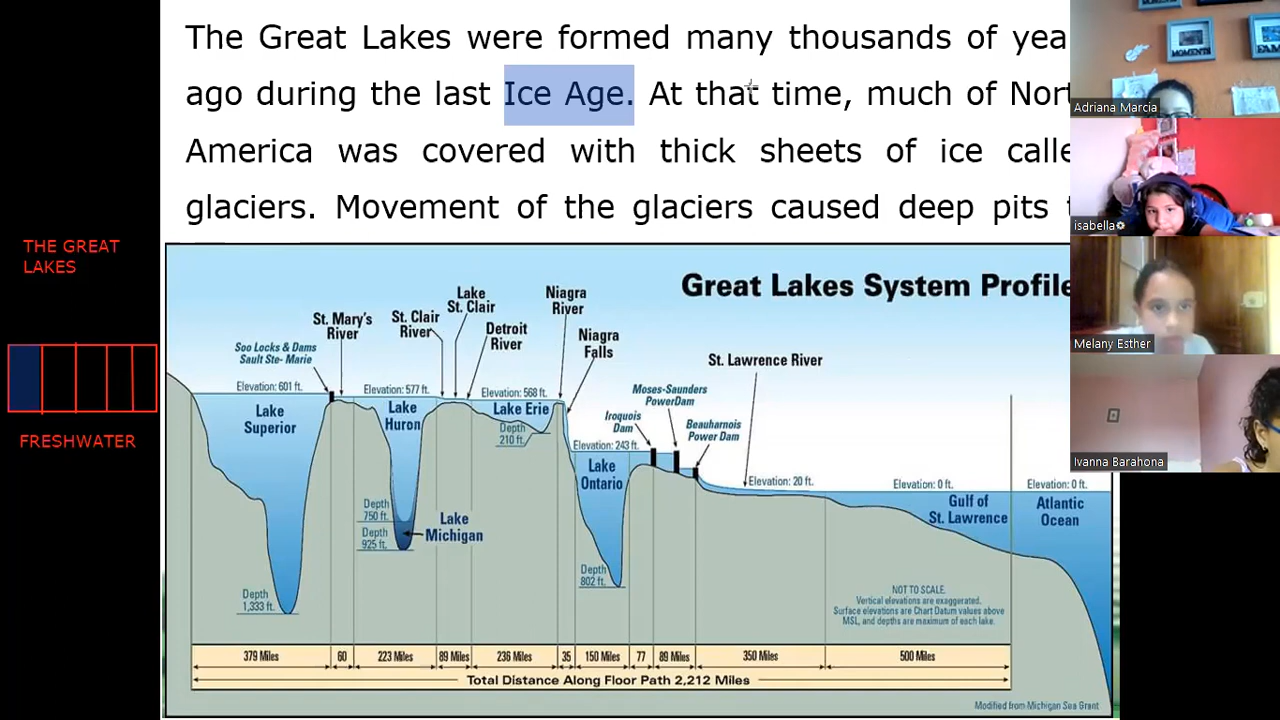 The Great Lakes were formed many thousands of yea
ago during the last Ice Age. At that time, much of Nort
America was covered with thick sheets of ice calle
glaciers. Movement of the glaciers caused deep pits
THE GREAT
LAKES
FRESHWATER
Great Lakes System Profile
St. Mary's
River
St. Clair
River
Lake
St. Clair
Detroit
River
Niagra
River
Niagra
Falls
Soo Locks & Dams
Sault Ste- Marie
St. Lawrence River
Moses-Saunders
PowerDam
Iroquois
Dam
Beauharnois
Power Dam
Elevation: 601 ft.
Elevation: 577 ft.
Elevation: 568 ft.
Elevation: 243 ft.
Elevation: 20 ft.
Elevation: 0 ft.
Elevation: 0 ft.
Lake
Superior
Lake
Huron
Lake Erie
Depth
210 ft.
Lake
Ontario
Gulf of
St. Lawrence
Atlantic
Ocean
Depth
750 ft.
Depth
925 ft.
Lake
Michigan
Depth
802 ft.
Depth
1,333 ft.
NOT TO SCALE.
Vertical elevations are exaggerated.
Surface elevations are Chart Datum values above
MSL, and depths are maximum of each lake.
379 Miles
60
223 Miles
89 Miles
236 Miles
35
150 Miles
77
89 Miles
350 Miles
500 Miles
Total Distance Along Floor Path 2,212 Miles
Modified from Michigan Sea Grant
MOMENTS
FAM
Adriana Marcia
isabella
Melany Esther
Ivanna Barahona